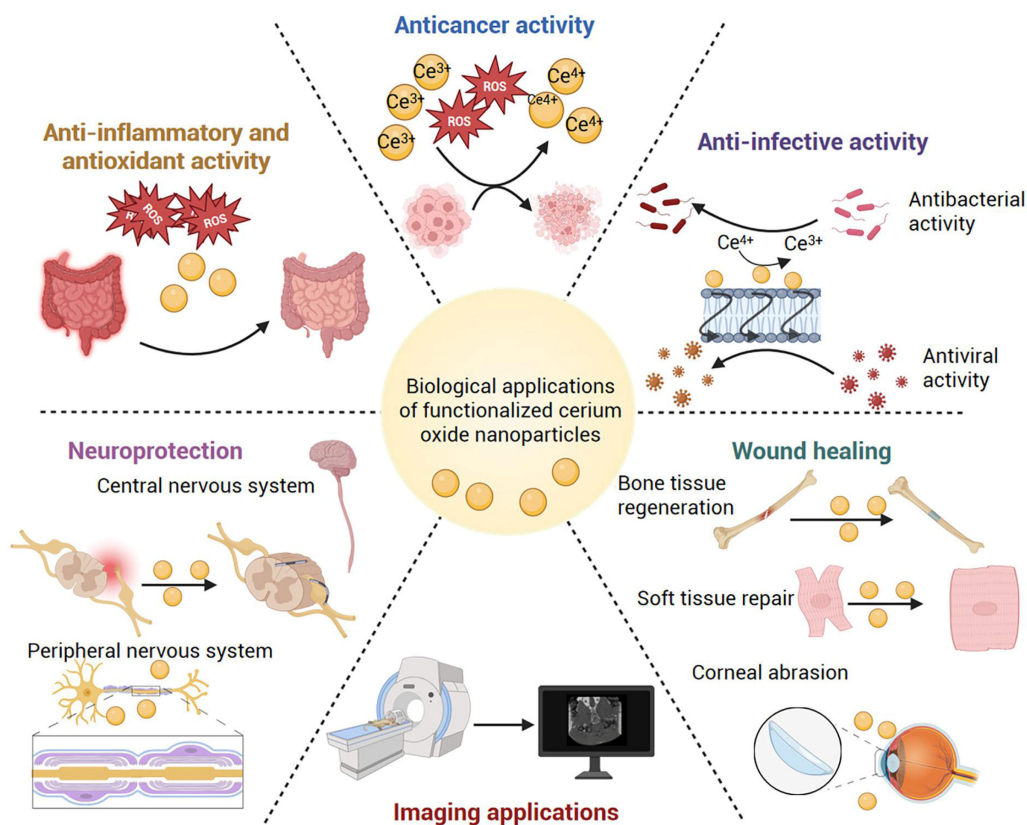 Anticancer activity
Ce3+
Ce3+
Ce3+
ROS
ROS
Ce4+
Ce4+
Ce4+
Anti-inflammatory and
antioxidant activity
ROS
ROS
Anti-infective activity
Antibacterial
activity
Ce4+
Ce3+
Antiviral
activity
Biological applications
of functionalized cerium
oxide nanoparticles
Neuroprotection
Central nervous system
Peripheral nervous system
Wound healing
Bone tissue
regeneration
Soft tissue repair
Corneal abrasion
Imaging applications